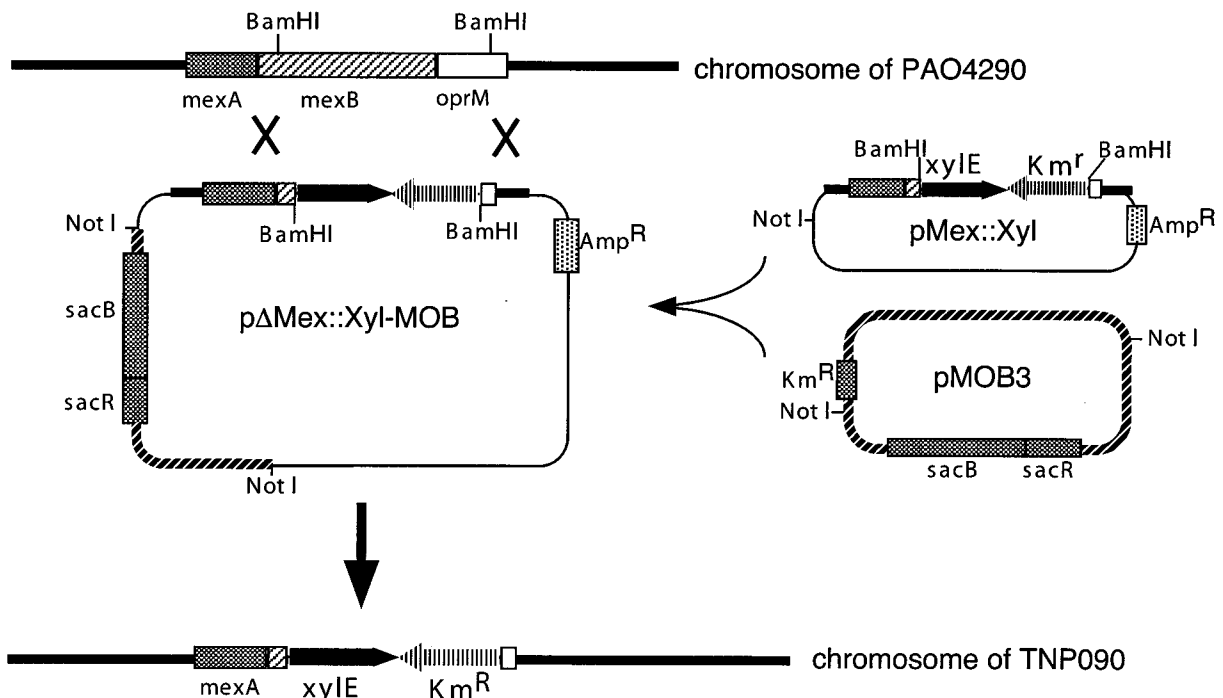 BamHI
BamHI
chromosome of PAO4290
mexA
mexB
oprM
BamHI
xylE
Km^r
BamHI
Not I
pMex::Xyl
Amp^R
Not I
BamHI
BamHI
Amp^R
sacB
sacR
pΔMex::Xyl-MOB
Not I
Km^R
Not I
pMOB3
Not I
sacB
sacR
mexA
xylE
Km^R
chromosome of TNP090